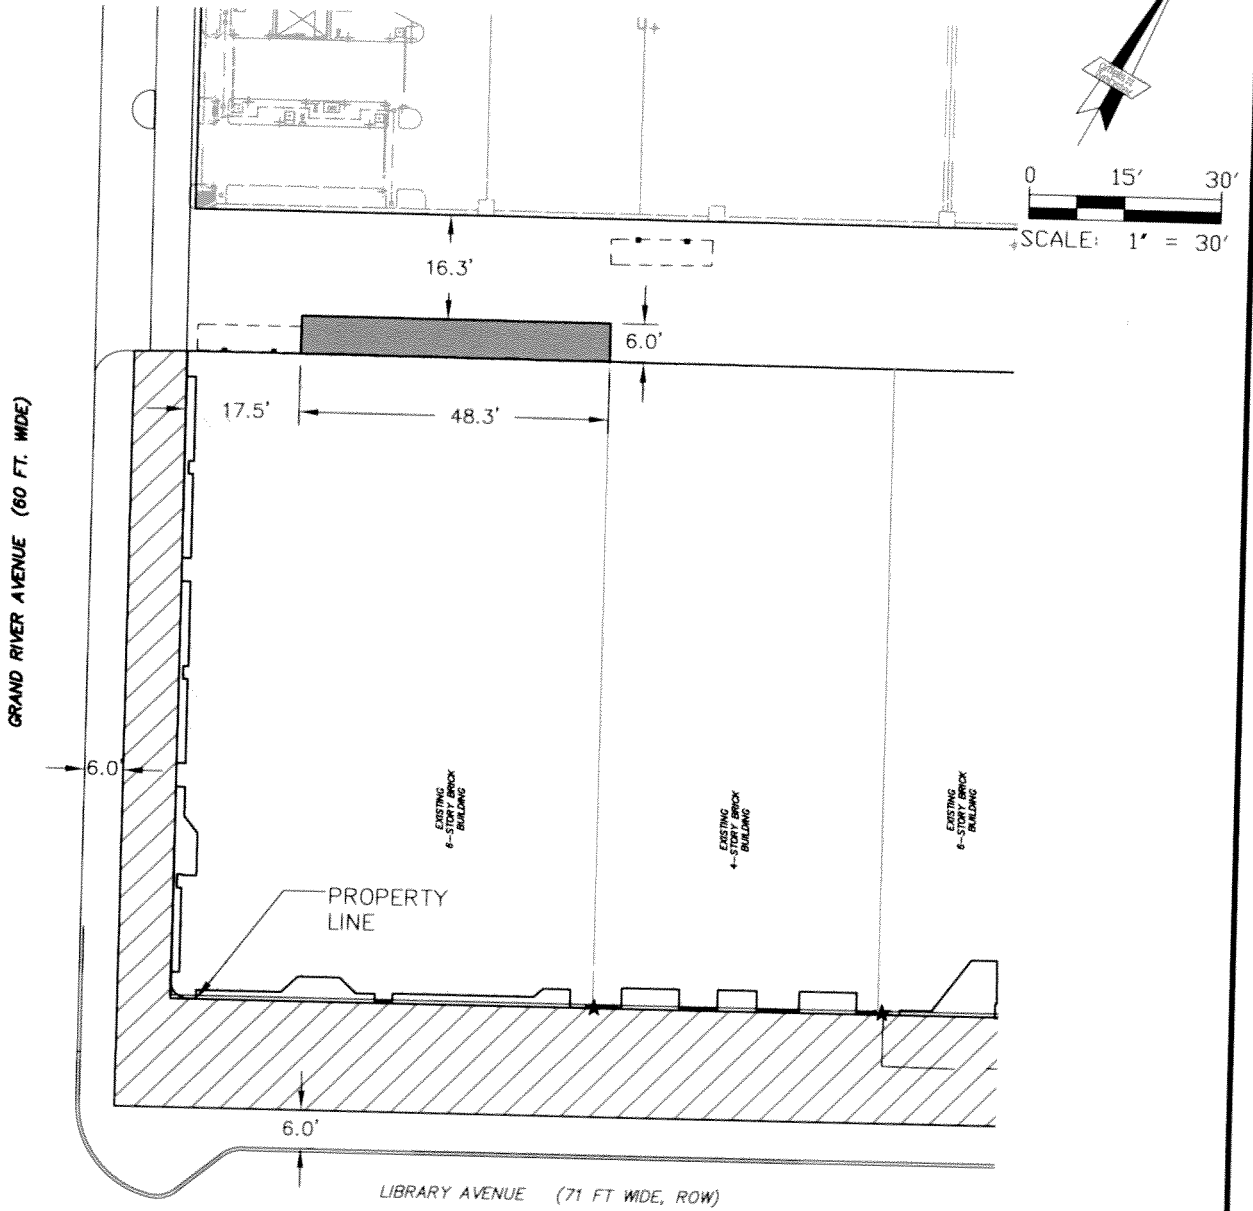 0 15' 30'
SCALE: 1" = 30'
16.3'
6.0'
17.5'
48.3'
GRAND RIVER AVENUE (60 FT. WIDE)
6.0'
EXISTING
6-STORY BRICK
BUILDING
EXISTING
4-STORY BRICK
BUILDING
EXISTING
6-STORY BRICK
BUILDING
PROPERTY
LINE
6.0'
LIBRARY AVENUE (71 FT WIDE, ROW)